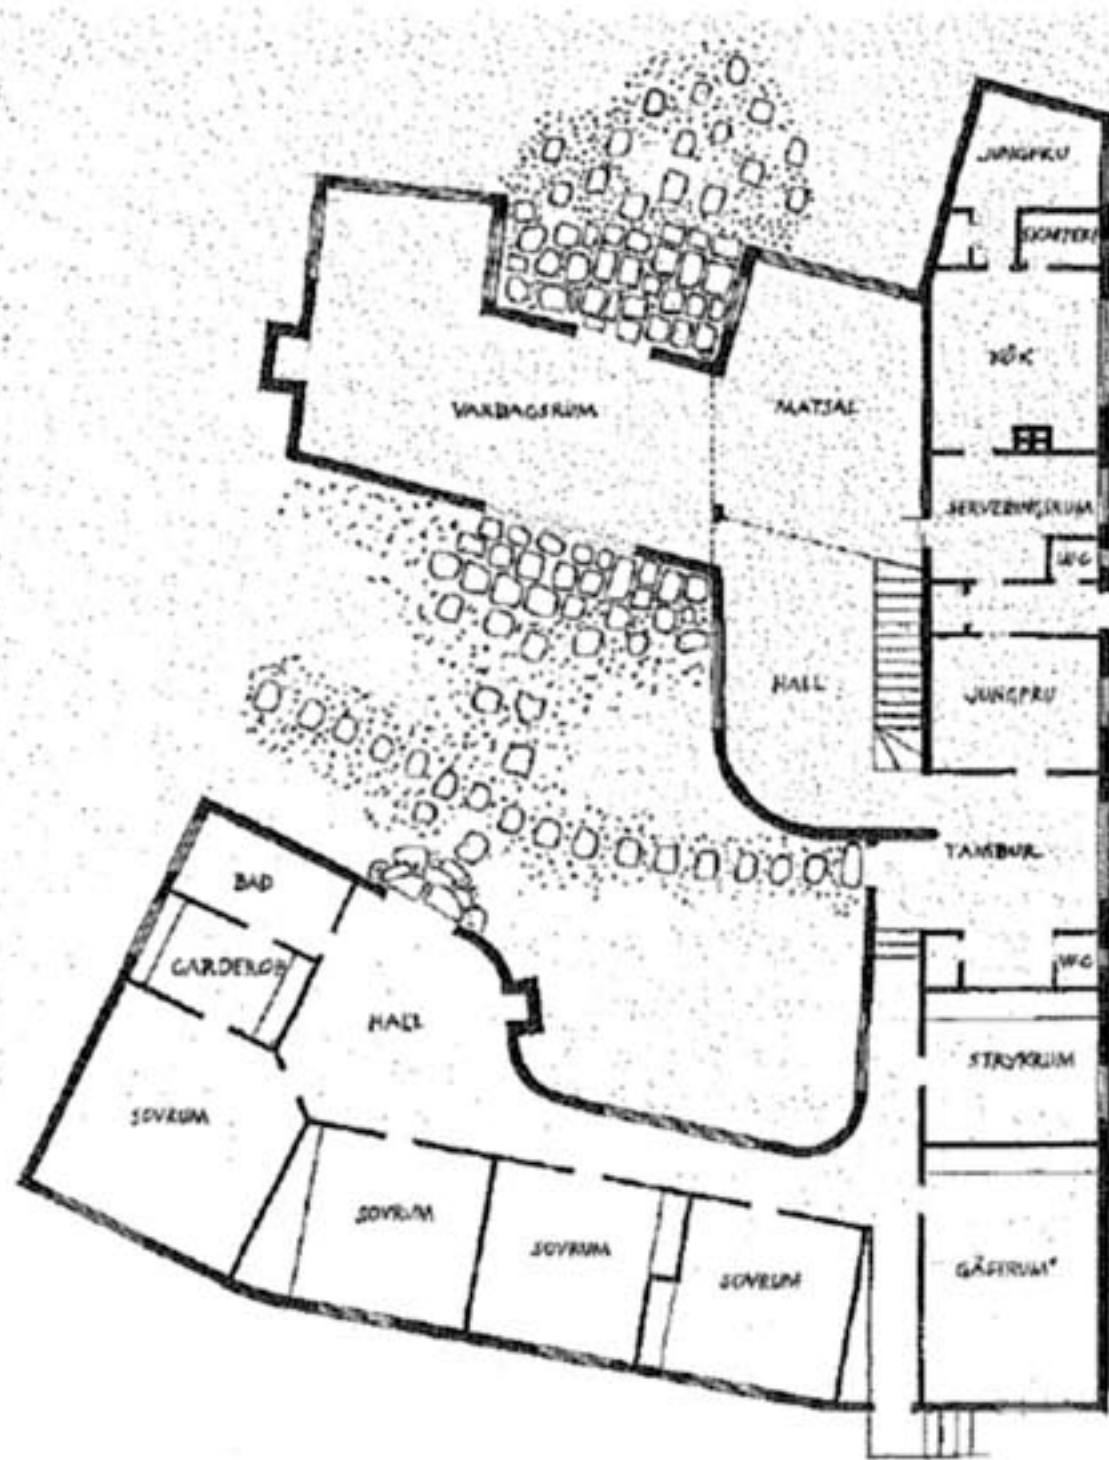 JUNGFRU
SKAFFERI
KÖK
VARDAGSRUM
MATSAL
SERVERINGSRUM
WC
HALL
JUNGFRU
TAMBUR
BAD
WC
GARDEROB
HALL
STRYKRUM
SOVRUM
SOVRUM
SOVRUM
SOVRUM
GÄSTRUM